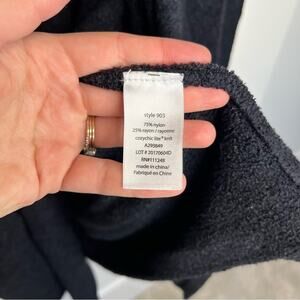 style 903
75% nylon
25% rayon / rayonne
cozychic lite® knit
A293849
LOT # 20170604D
RN#111248
made in china/
Fabriqué en Chine